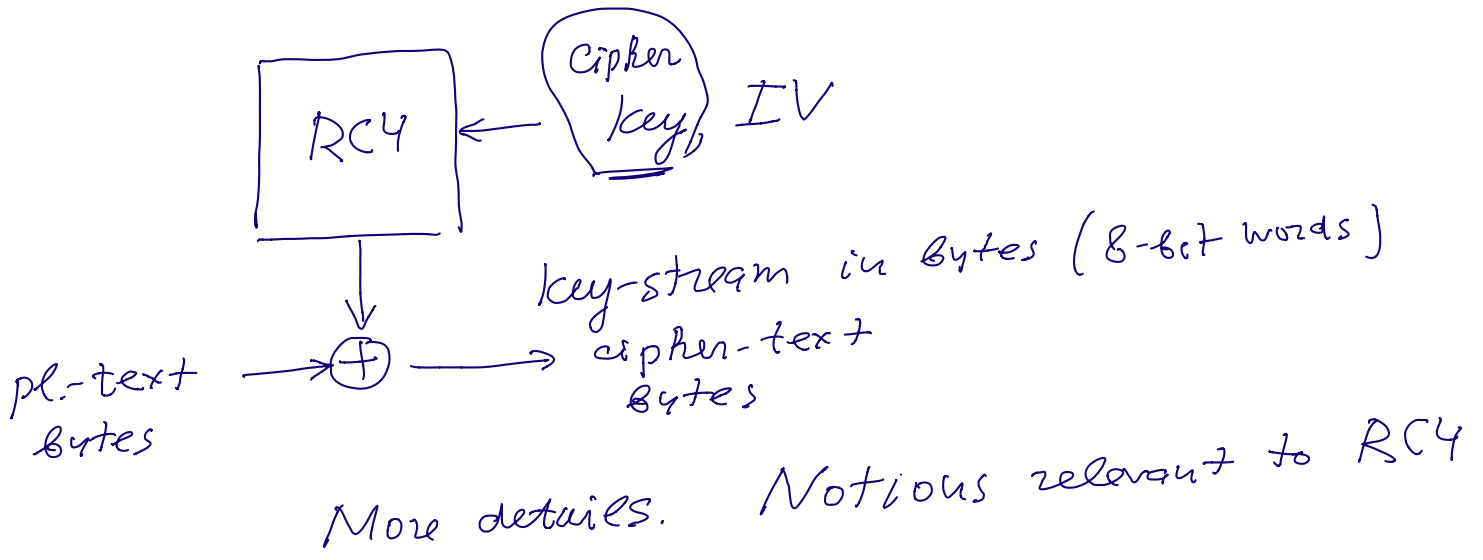 cipher
key, IV
RC4
key-stream in bytes (8-bit words)
pl.-text
bytes
+
cipher-text
bytes
More details. Notions relevant to RC4